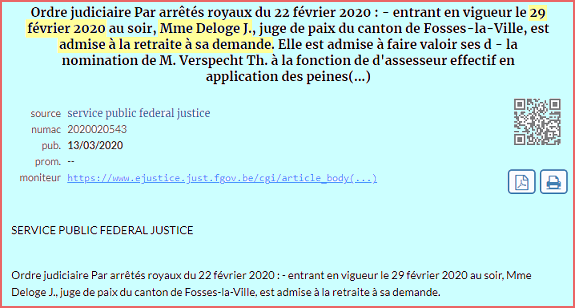 Ordre judiciaire Par arrêtés royaux du 22 février 2020 : - entrant en vigueur le 29
février 2020 au soir, Mme Deloge J., juge de paix du canton de Fosses-la-Ville, est
admise à la retraite à sa demande. Elle est admise à faire valoir ses d - la
nomination de M. Verspecht Th. à la fonction de d'assesseur effectif en
application des peines(...)
source service public federal justice
numac 2020020543
pub. 13/03/2020
prom. --
moniteur https://www.ejustice.just.fgov.be/cgi/article_body(...)
SERVICE PUBLIC FEDERAL JUSTICE
Ordre judiciaire Par arrêtés royaux du 22 février 2020 : - entrant en vigueur le 29 février 2020 au soir, Mme
Deloge J., juge de paix du canton de Fosses-la-Ville, est admise à la retraite à sa demande.